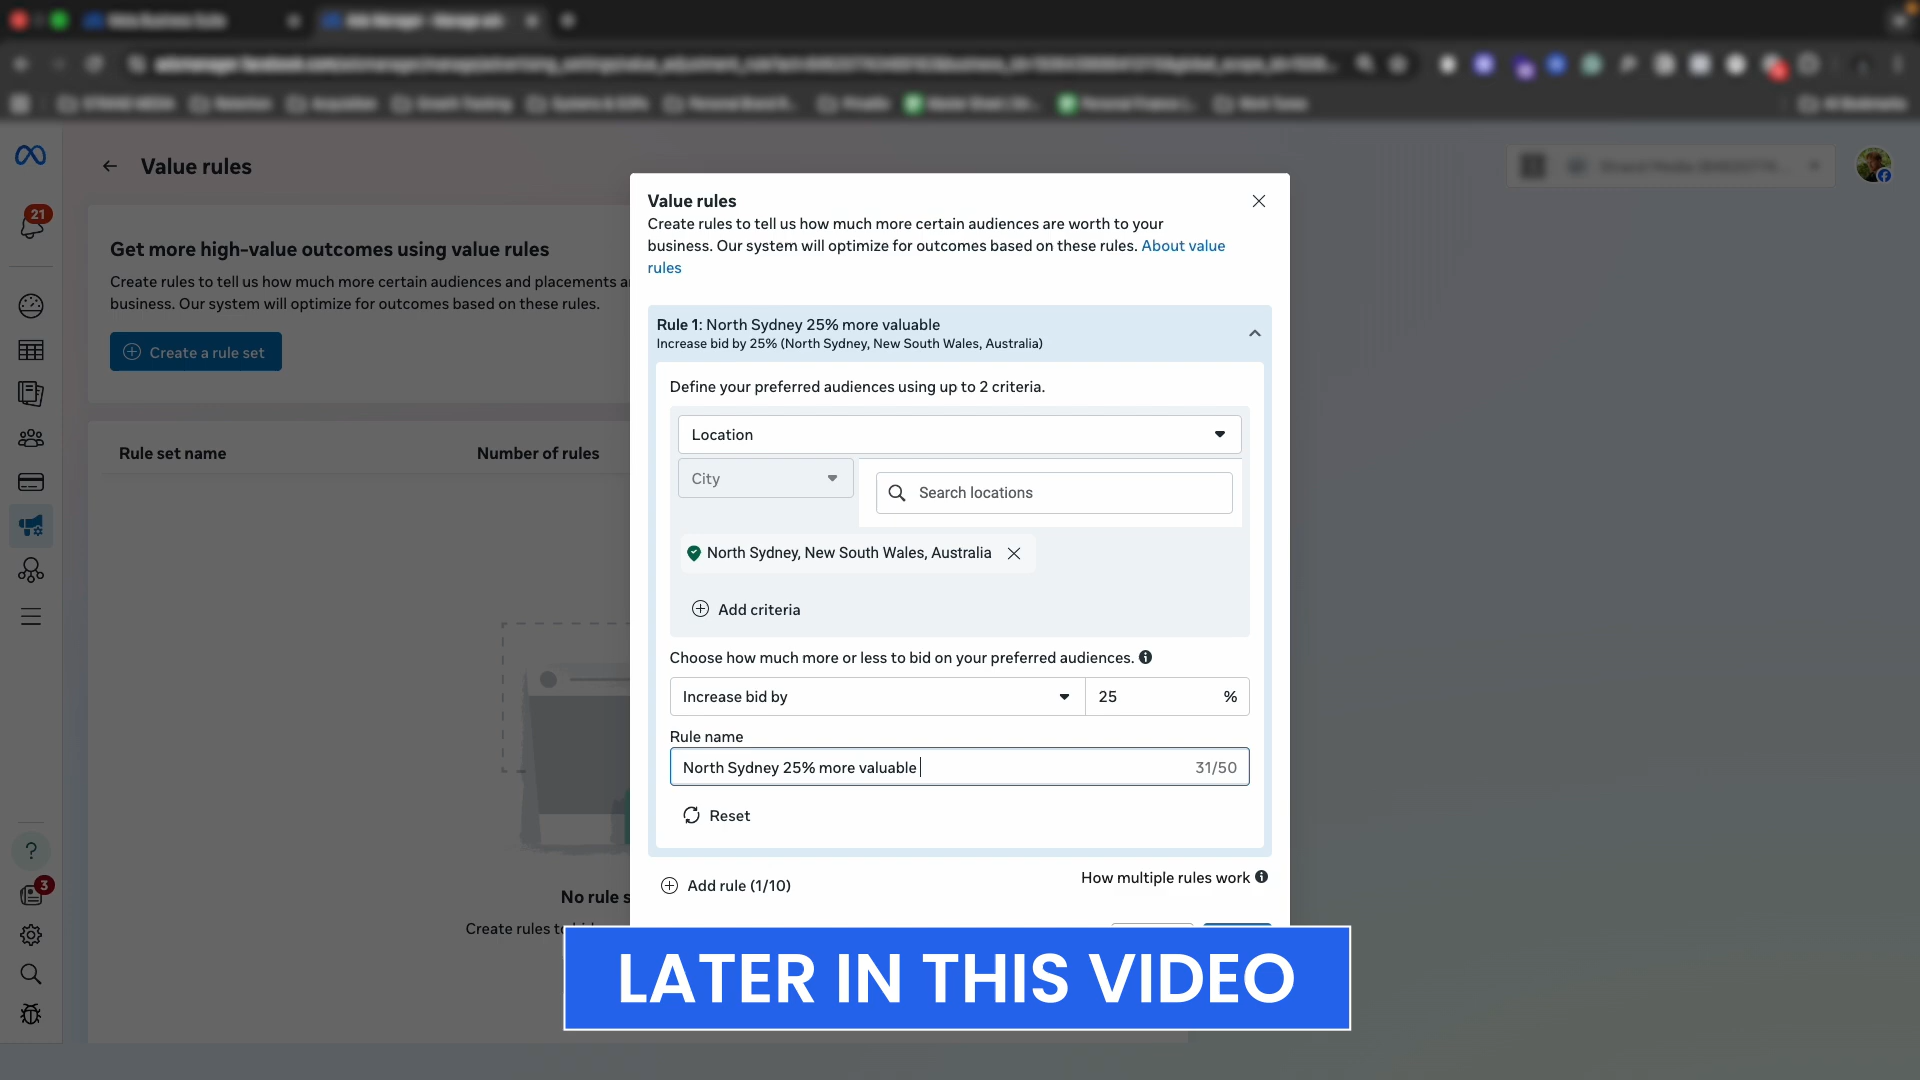 21
Value rules
Get more high-value outcomes using value rules
Create rules to tell us how much more certain audiences and placements a
business. Our system will optimize for outcomes based on these rules.
Create a rule set
Rule set name
Number of rules
No rule s
Create rules to
?
3
Value rules
Create rules to tell us how much more certain audiences are worth to your
business. Our system will optimize for outcomes based on these rules. About value
rules
Rule 1: North Sydney 25% more valuable
Increase bid by 25% (North Sydney, New South Wales, Australia)
Define your preferred audiences using up to 2 criteria.
Location
City
Search locations
North Sydney, New South Wales, Australia
Add criteria
Choose how much more or less to bid on your preferred audiences.
Increase bid by
25
%
Rule name
North Sydney 25% more valuable
31/50
Reset
Add rule (1/10)
How multiple rules work
LATER IN THIS VIDEO